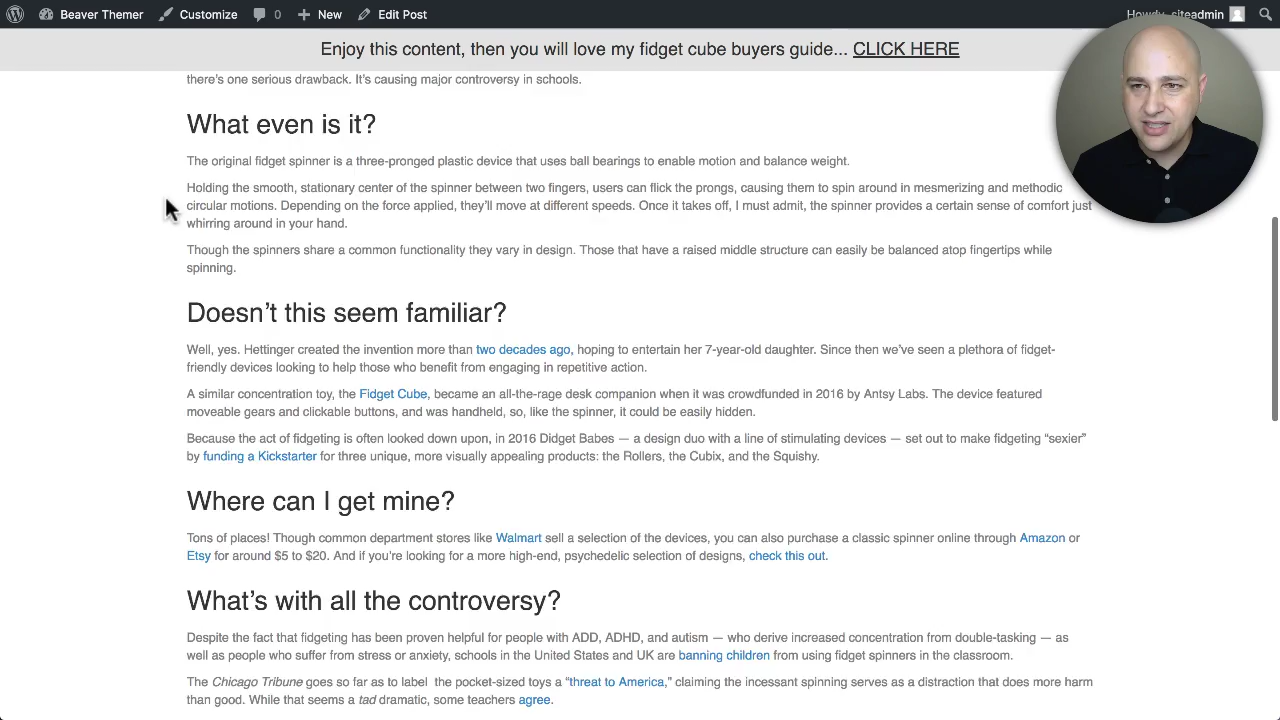 Beaver Themer Customize 0 New Edit Post Howdy, siteadmin
Enjoy this content, then you will love my fidget cube buyers guide... CLICK HERE
there's one serious drawback. It's causing major controversy in schools.
What even is it?
The original fidget spinner is a three-pronged plastic device that uses ball bearings to enable motion and balance weight.
Holding the smooth, stationary center of the spinner between two fingers, users can flick the prongs, causing them to spin around in mesmerizing and methodic
circular motions. Depending on the force applied, they'll move at different speeds. Once it takes off, I must admit, the spinner provides a certain sense of comfort just
whirring around in your hand.
Though the spinners share a common functionality they vary in design. Those that have a raised middle structure can easily be balanced atop fingertips while
spinning.
Doesn't this seem familiar?
Well, yes. Hettinger created the invention more than two decades ago, hoping to entertain her 7-year-old daughter. Since then we've seen a plethora of fidget-
friendly devices looking to help those who benefit from engaging in repetitive action.
A similar concentration toy, the Fidget Cube, became an all-the-rage desk companion when it was crowdfunded in 2016 by Antsy Labs. The device featured
moveable gears and clickable buttons, and was handheld, so, like the spinner, it could be easily hidden.
Because the act of fidgeting is often looked down upon, in 2016 Didget Babes — a design duo with a line of stimulating devices — set out to make fidgeting “sexier”
by funding a Kickstarter for three unique, more visually appealing products: the Rollers, the Cubix, and the Squishy.
Where can I get mine?
Tons of places! Though common department stores like Walmart sell a selection of the devices, you can also purchase a classic spinner online through Amazon or
Etsy for around $5 to $20. And if you're looking for a more high-end, psychedelic selection of designs, check this out.
What's with all the controversy?
Despite the fact that fidgeting has been proven helpful for people with ADD, ADHD, and autism — who derive increased concentration from double-tasking — as
well as people who suffer from stress or anxiety, schools in the United States and UK are banning children from using fidget spinners in the classroom.
The Chicago Tribune goes so far as to label the pocket-sized toys a “threat to America,” claiming the incessant spinning serves as a distraction that does more harm
than good. While that seems a tad dramatic, some teachers agree.